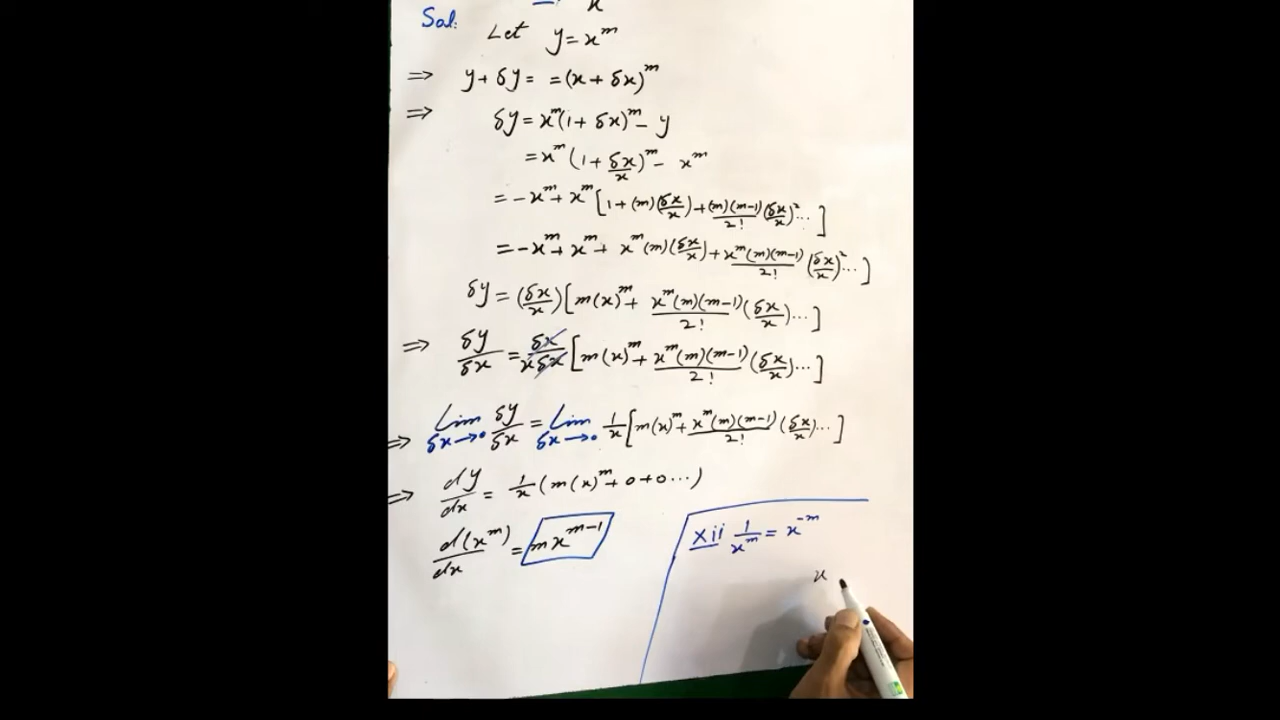 x
Sol:
Let y = x^m
⇒ y + δy = = (x + δx)^m
⇒ δy = x^m(1 + δx)^m - y
= x^m (1 + δx/x)^m - x^m
= -x^m + x^m [1 + (m)(δx/x) + (m)(m-1)/2! (δx/x)^2 ...]
= -x^m + x^m + x^m (m)(δx/x) + x^m(m)(m-1)/2! (δx/x)^2 ...]
δy = (δx/x)[m(x)^m + x^m(m)(m-1)/2! (δx/x) ...]
⇒ δy/δx = δx/xδx [m(x)^m + x^m(m)(m-1)/2! (δx/x) ...]
⇒ Lim δx→0 δy/δx = Lim δx→0 1/x [m(x)^m + x^m(m)(m-1)/2! (δx/x) ...]
⇒ dy/dx = 1/x (m(x)^m + 0 + 0 ...)
d(x^m)/dx = m x^{m-1}
xii 1/x^m = x^{-m}
x